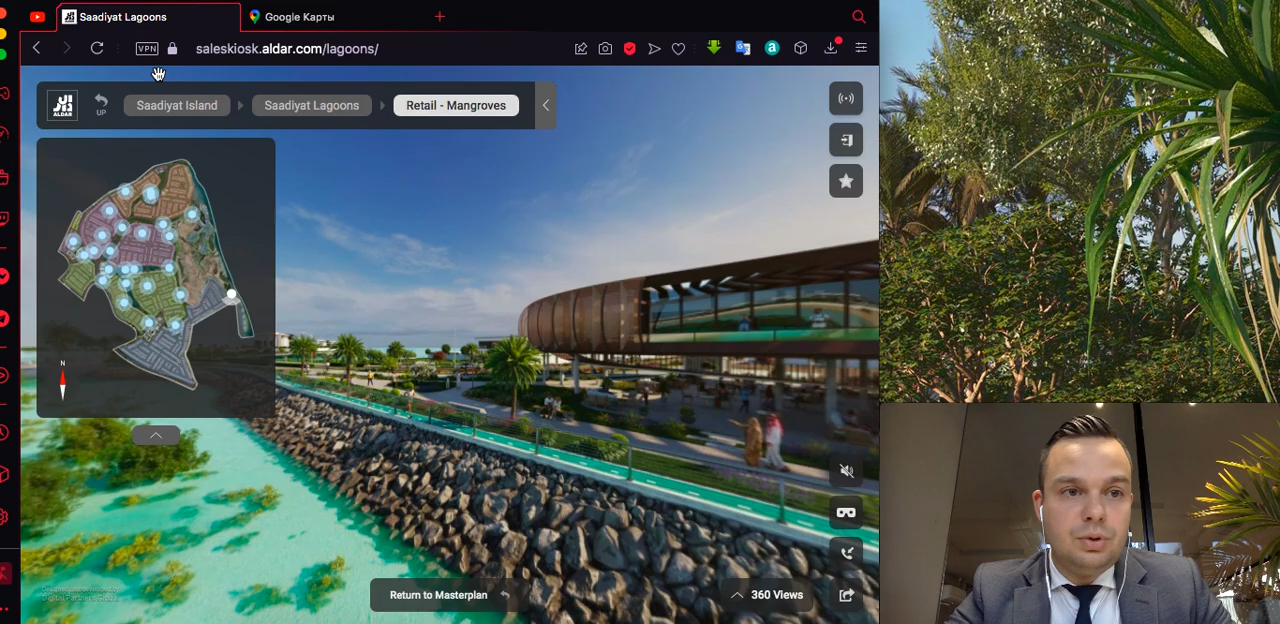 Saadiyat Lagoons
Google Карты
VPN
saleskiosk.aldar.com/lagoons/
ALDAR
UP
Saadiyat Island
Saadiyat Lagoons
Retail - Mangroves
N
Return to Masterplan
360 Views